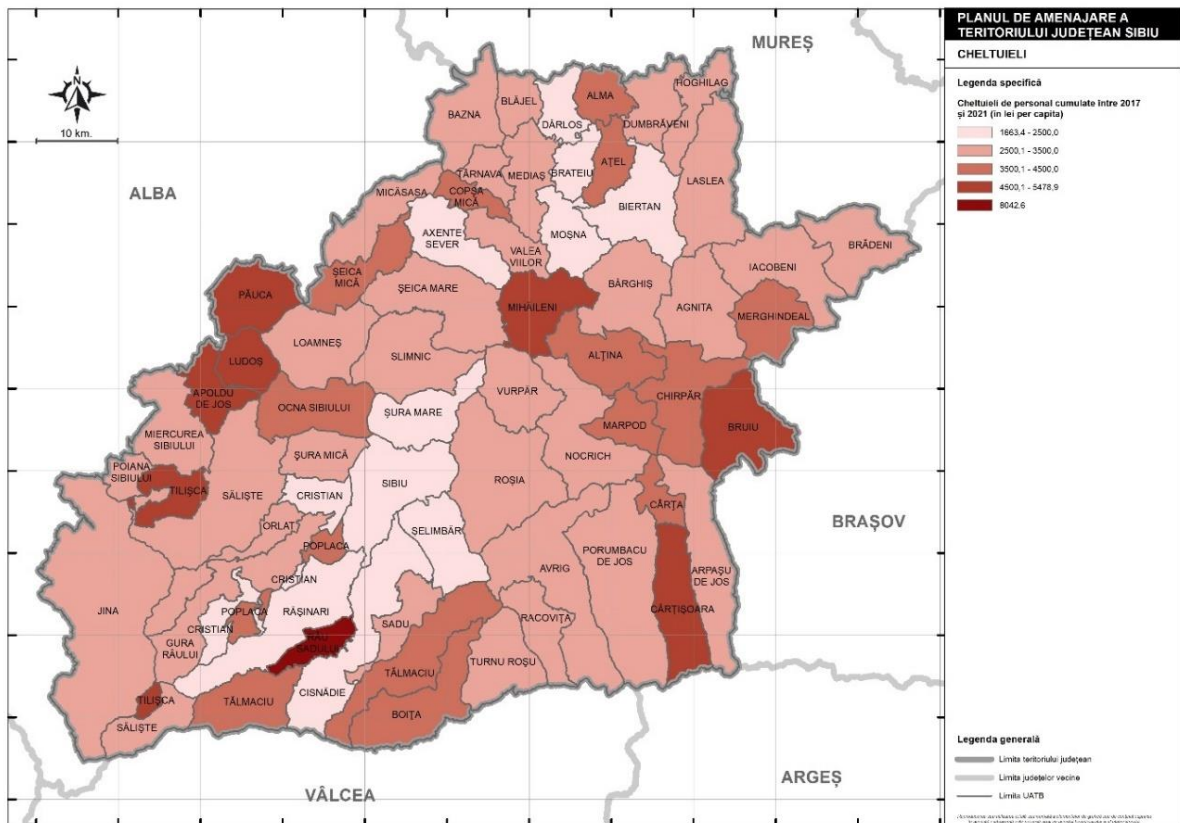 PLANUL DE AMENAJARE A
TERITORIULUI JUDEȚEAN SIBIU
CHELTUIELI
Legenda specifică
Cheltuieli de personal cumulate între 2017
și 2021 (în lei per capita)
1663,4 - 2500,0
2500,1 - 3500,0
3500,1 - 4500,0
4500,1 - 5478,9
8042,6
N
10 km.
MUREȘ
ALBA
BRAȘOV
ARGEȘ
VÂLCEA
HOGHILAG
BLĂJEL
ALMA
BAZNA
DÂRLOS
DUMBRĂVENI
AȚEL
TÂRNAVA
MEDIAȘ
BRATEIU
LASLEA
MICĂSASA
COPȘA
MICĂ
BIERTAN
AXENTE
SEVER
MOȘNA
VALEA
VIILOR
BRĂDENI
IACOBENI
ȘEICA
MICĂ
BÂRGHIȘ
PĂUCA
ȘEICA MARE
MIHĂILENI
AGNITA
MERGHINDEAL
LOAMNEȘ
SLIMNIC
LUDOȘ
ALȚINA
APOLDU
DE JOS
OCNA SIBIULUI
VURPĂR
CHIRPĂR
ȘURA MARE
MARPOD
BRUIU
MIERCUREA
SIBIULUI
ȘURA MICĂ
NOCRICH
POIANA
SIBIULUI
TILIȘCA
SĂLIȘTE
CRISTIAN
SIBIU
ROȘIA
CÂRȚA
ORLAT
ȘELIMBĂR
POPLACA
PORUMBACU
DE JOS
AVRIG
ARPAȘU
DE JOS
CRISTIAN
JINA
POPLACA
RĂȘINARI
CÂRȚIȘOARA
CRISTIAN
SADU
RACOVIȚA
GURA
RÂULUI
RÂU
SADULUI
TURNU ROȘU
TĂLMACIU
CISNĂDIE
TILIȘCA
TĂLMACIU
BOIȚA
SĂLIȘTE
Legenda generală
Limita teritoriului județean
Limita județelor vecine
Limita UATB